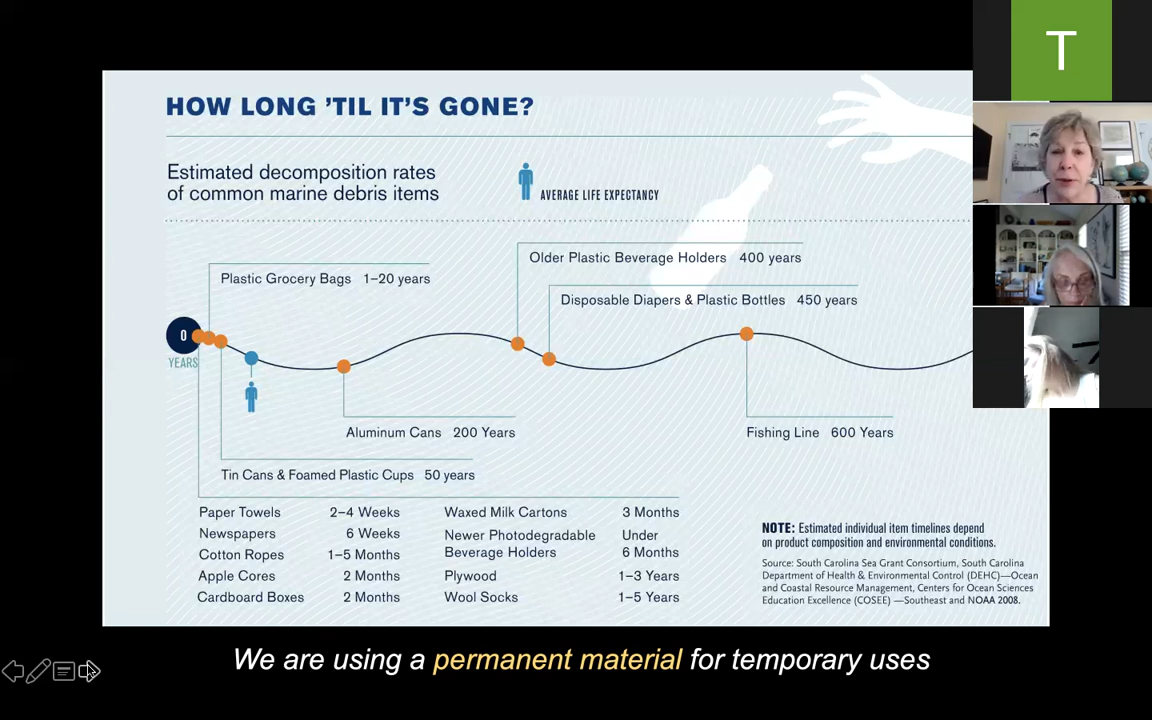 T
HOW LONG 'TIL IT'S GONE?
Estimated decomposition rates
of common marine debris items
AVERAGE LIFE EXPECTANCY
Older Plastic Beverage Holders 400 years
Plastic Grocery Bags 1–20 years
Disposable Diapers & Plastic Bottles 450 years
0
YEARS
Aluminum Cans 200 Years
Fishing Line 600 Years
Tin Cans & Foamed Plastic Cups 50 years
Paper Towels 2–4 Weeks
Newspapers 6 Weeks
Cotton Ropes 1–5 Months
Apple Cores 2 Months
Cardboard Boxes 2 Months
Waxed Milk Cartons 3 Months
Newer Photodegradable Under
Beverage Holders 6 Months
Plywood 1–3 Years
Wool Socks 1–5 Years
NOTE: Estimated individual item timelines depend
on product composition and environmental conditions.
Source: South Carolina Sea Grant Consortium, South Carolina
Department of Health & Environmental Control (DEHC)—Ocean
and Coastal Resource Management, Centers for Ocean Sciences
Education Excellence (COSEE) —Southeast and NOAA 2008.
We are using a permanent material for temporary uses